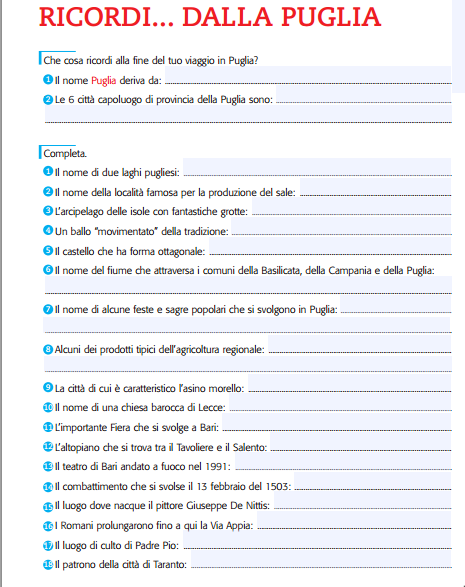 RICORDI... DALLA PUGLIA
Che cosa ricordi alla fine del tuo viaggio in Puglia?
1 Il nome Puglia deriva da:
2 Le 6 città capoluogo di provincia della Puglia sono:
Completa.
1 Il nome di due laghi pugliesi:
2 Il nome della località famosa per la produzione del sale:
3 L'arcipelago delle isole con fantastiche grotte:
4 Un ballo "movimentato" della tradizione:
5 Il castello che ha forma ottagonale:
6 Il nome del fiume che attraversa i comuni della Basilicata, della Campania e della Puglia:
7 Il nome di alcune feste e sagre popolari che si svolgono in Puglia:
8 Alcuni dei prodotti tipici dell'agricoltura regionale:
9 La città di cui è caratteristico l'asino morello:
10 Il nome di una chiesa barocca di Lecce:
11 L'importante Fiera che si svolge a Bari:
12 L'altopiano che si trova tra il Tavoliere e il Salento:
13 Il teatro di Bari andato a fuoco nel 1991:
14 Il combattimento che si svolse il 13 febbraio del 1503:
15 Il luogo dove nacque il pittore Giuseppe De Nittis:
16 I Romani prolungarono fino a qui la Via Appia:
17 Il luogo di culto di Padre Pio:
18 Il patrono della città di Taranto: